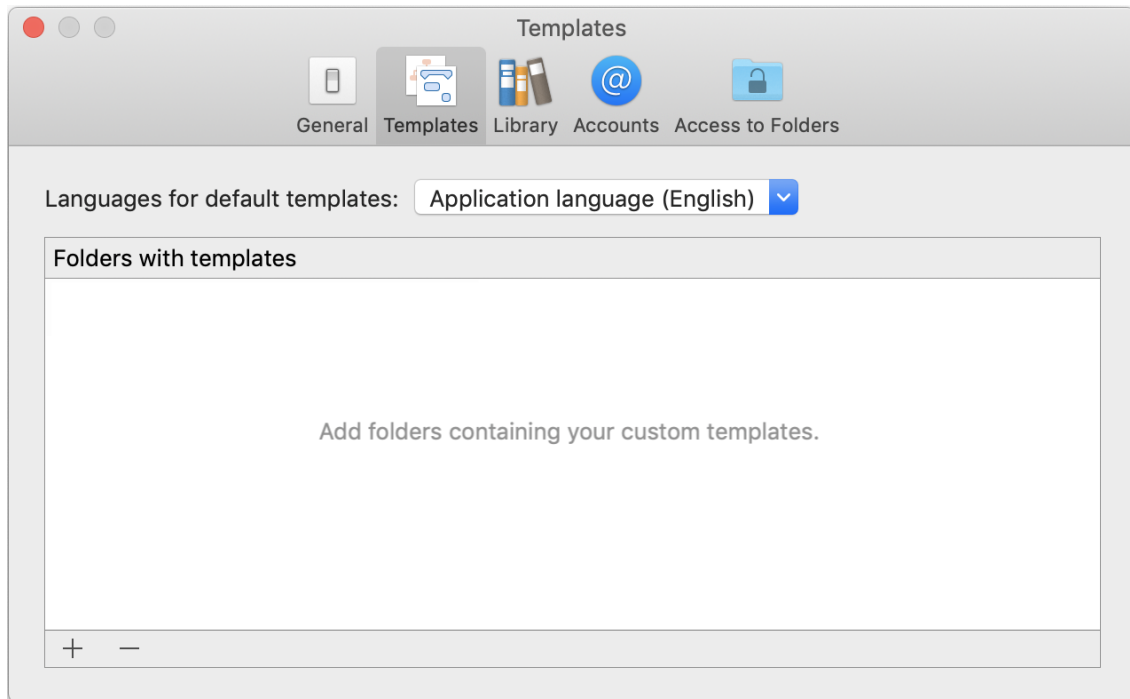 Templates
General Templates Library Accounts Access to Folders
Languages for default templates: Application language (English)
Folders with templates
Add folders containing your custom templates.